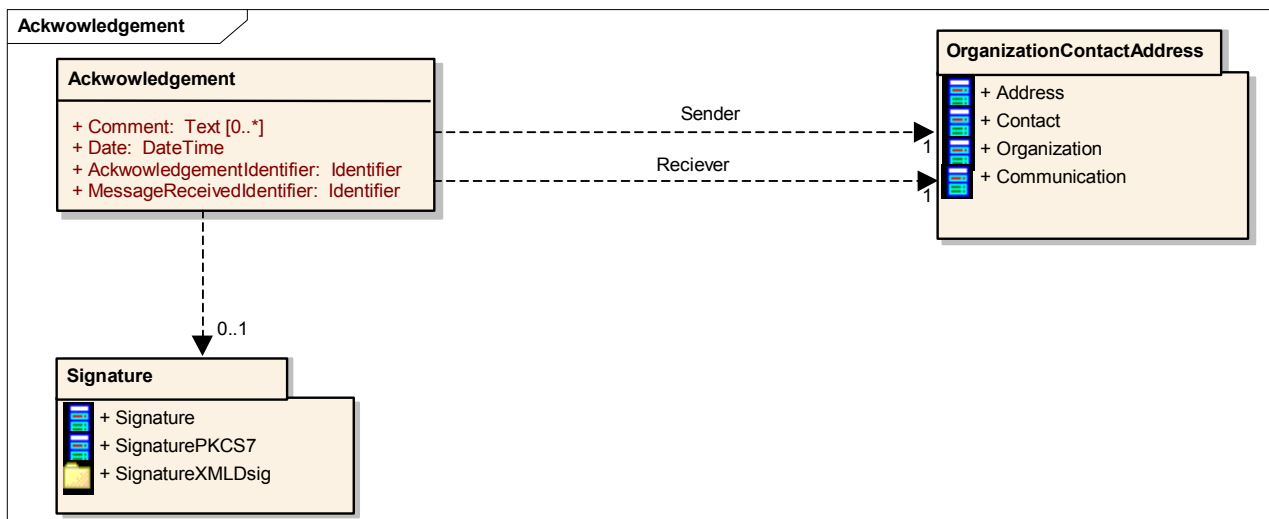 Ackwowledgement
Ackwowledgement
+ Comment: Text [0..*]
+ Date: DateTime
+ AckwowledgementIdentifier: Identifier
+ MessageReceivedIdentifier: Identifier
Sender
1
Reciever
1
OrganizationContactAddress
+ Address
+ Contact
+ Organization
+ Communication
0..1
Signature
+ Signature
+ SignaturePKCS7
+ SignatureXMLDsig